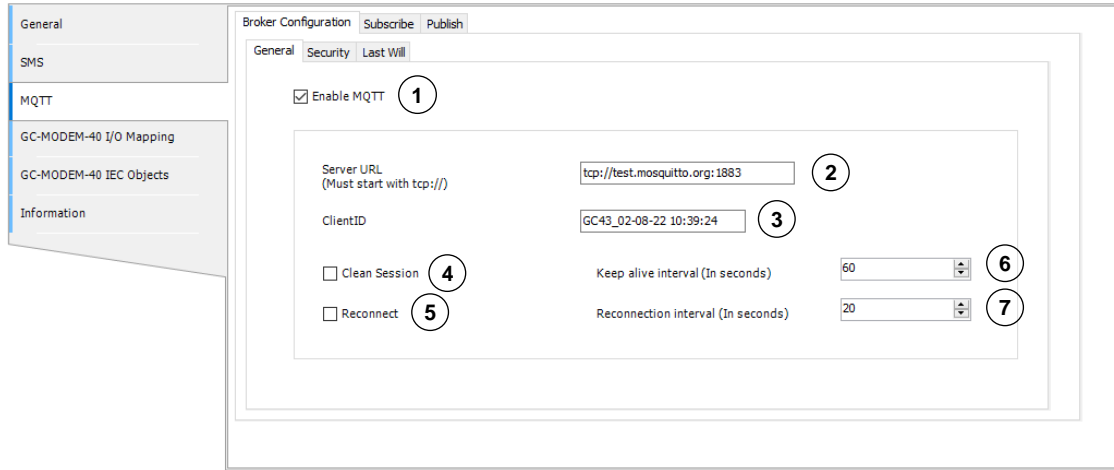 General
SMS
MQTT
GC-MODEM-40 I/O Mapping
GC-MODEM-40 IEC Objects
Information
Broker Configuration Subscribe Publish
General Security Last Will
Enable MQTT 1
Server URL
(Must start with tcp://)
tcp://test.mosquitto.org:1883 2
ClientID GC43_02-08-22 10:39:24 3
Clean Session 4 Keep alive interval (In seconds) 60 6
Reconnect 5 Reconnection interval (In seconds) 20 7